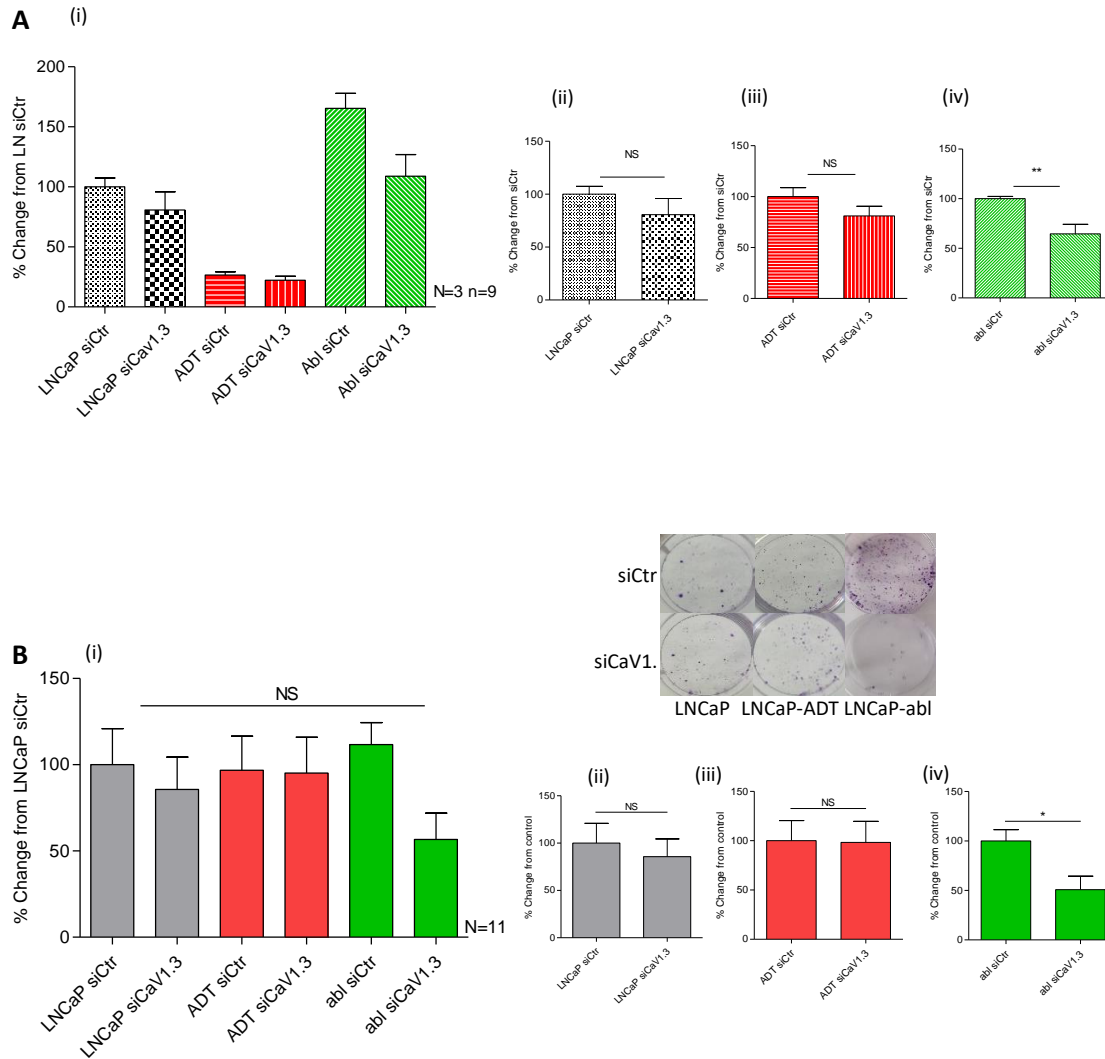 A
(i)
% Change from LN siCtr
200
150
100
50
0
LNCaP siCtr
LNCaP siCav1.3
ADT siCtr
ADT siCaV1.3
Abl siCtr
Abl siCaV1.3
N=3 n=9
(ii)
% Change from siCtr
150
100
50
0
NS
LNCaP siCtr
LNCaP siCaV1.3
(iii)
% Change from siCtr
150
100
50
0
NS
ADT siCtr
ADT siCaV1.3
(iv)
% Change from siCtr
150
100
50
0
**
abl siCtr
abl siCaV1.3
siCtr
siCaV1.
LNCaP LNCaP-ADT LNCaP-abl
B
(i)
% Change from LNCaP siCtr
150
100
50
0
NS
LNCaP siCtr
LNCaP siCaV1.3
ADT siCtr
ADT siCaV1.3
abl siCtr
abl siCaV1.3
N=11
(ii)
% Change from control
150
100
50
0
NS
LNCaP siCtr
LNCaP siCaV1.3
(iii)
% Change from control
150
100
50
0
NS
ADT siCtr
ADT siCaV1.3
(iv)
% Change from control
150
100
50
0
*
abl siCtr
abl siCaV1.3